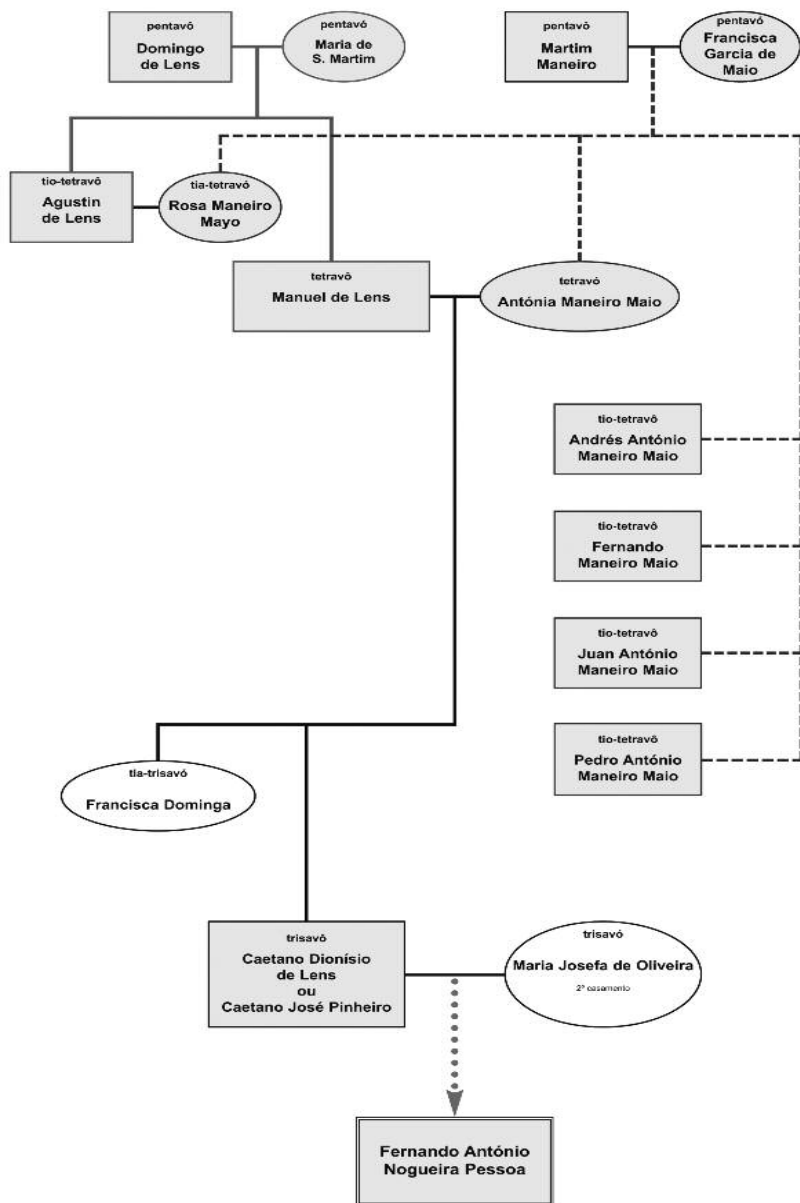 pentavô
Domingo
de Lens
pentavó
Maria de
S. Martim
pentavô
Martim
Maneiro
pentavó
Francisca
Garcia de
Maio
tio-tetravô
Agustin
de Lens
tia-tetravó
Rosa Maneiro
Mayo
tetravô
Manuel de Lens
tetravó
Antónia Maneiro Maio
tio-tetravô
Andrés António
Maneiro Maio
tio-tetravô
Fernando
Maneiro Maio
tio-tetravô
Juan António
Maneiro Maio
tio-tetravô
Pedro António
Maneiro Maio
tia-trisavó
Francisca Dominga
trisavô
Caetano Dionísio
de Lens
ou
Caetano José Pinheiro
trisavó
Maria Josefa de Oliveira
2º casamento
Fernando António
Nogueira Pessoa